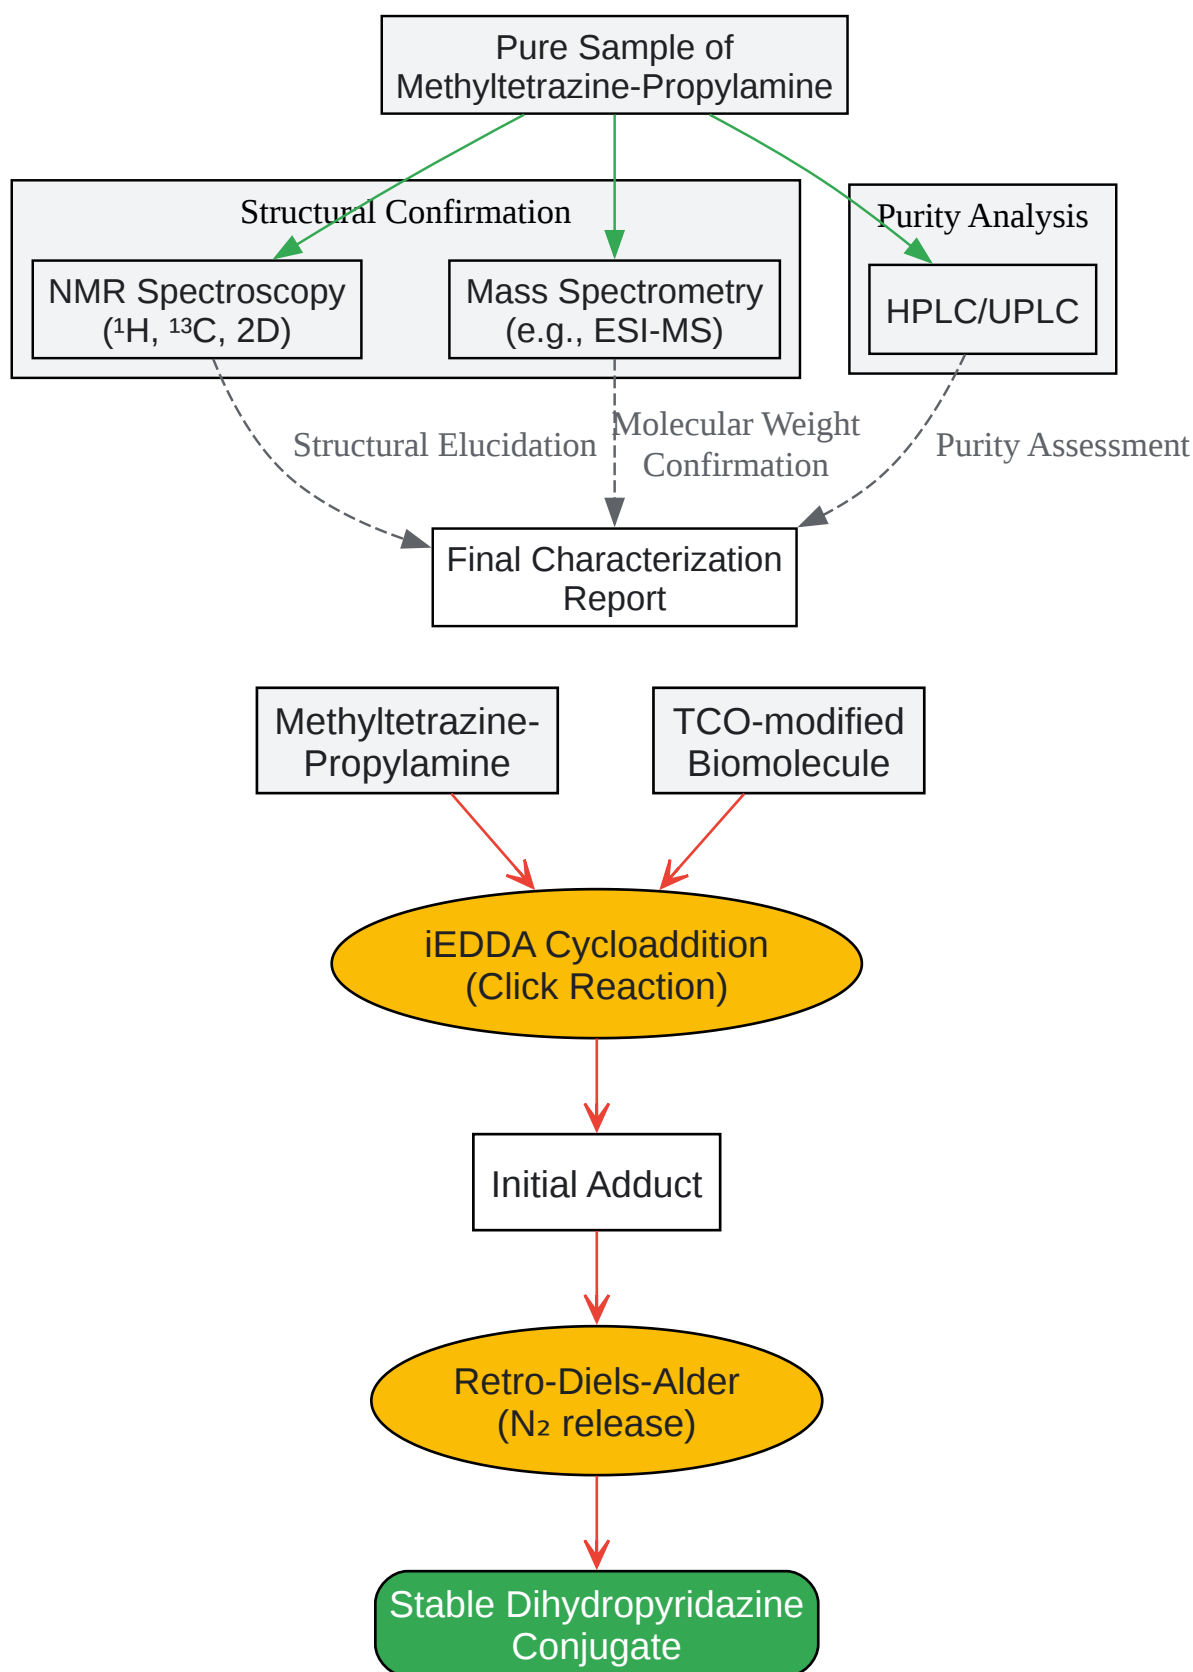 Pure Sample of
Methyltetrazine-Propylamine
Structural Confirmation
Purity Analysis
NMR Spectroscopy
(¹H, ¹³C, 2D)
Mass Spectrometry
(e.g., ESI-MS)
HPLC/UPLC
Structural Elucidation
Molecular Weight
Confirmation
Purity Assessment
Final Characterization
Report
Methyltetrazine-
Propylamine
TCO-modified
Biomolecule
iEDDA Cycloaddition
(Click Reaction)
Initial Adduct
Retro-Diels-Alder
(N₂ release)
Stable Dihydropyridazine
Conjugate